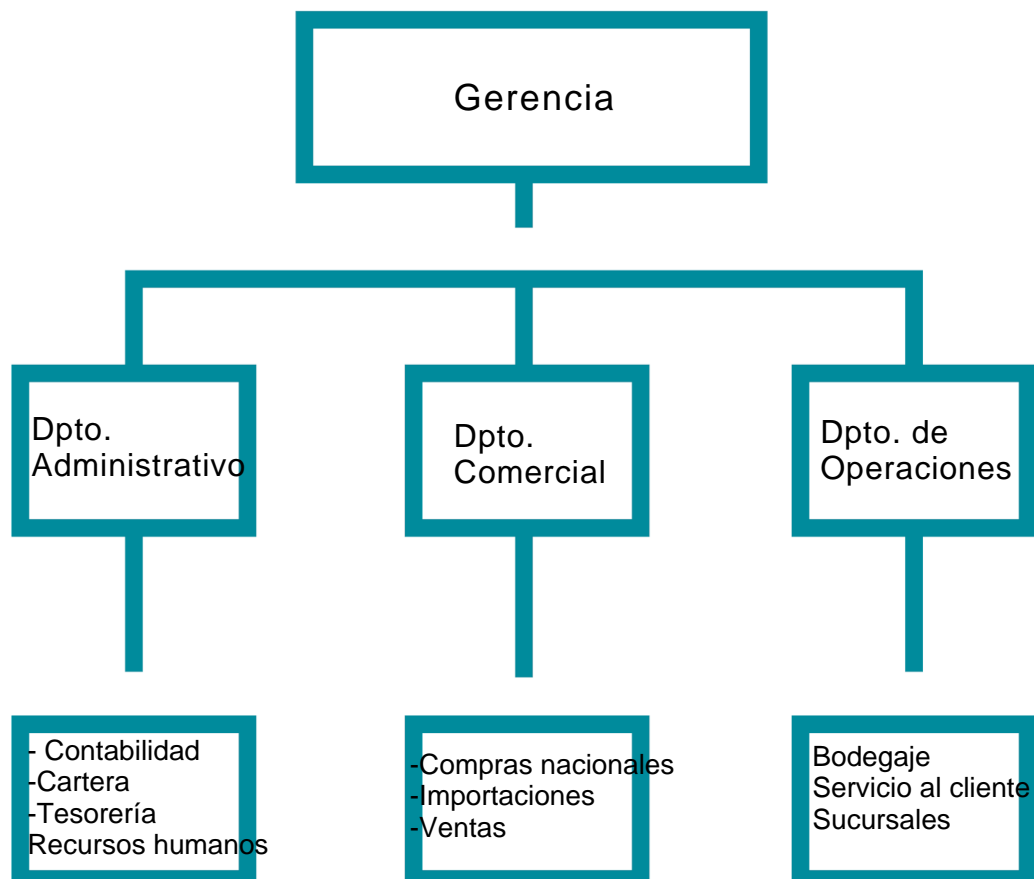 Gerencia
Dpto.
Administrativo
Dpto.
Comercial
Dpto. de
Operaciones
- Contabilidad
-Cartera
-Tesorería
Recursos humanos
-Compras nacionales
-Importaciones
-Ventas
Bodegaje
Servicio al cliente
Sucursales